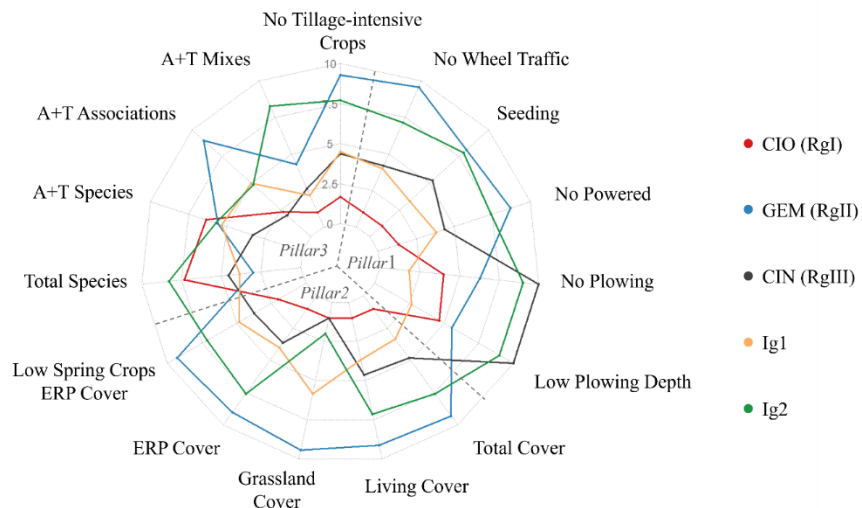 No Tillage-intensive
Crops
A+T Mixes
No Wheel Traffic
A+T Associations
Seeding
A+T Species
No Powered
Total Species
No Plowing
Low Spring Crops
ERP Cover
Low Plowing Depth
ERP Cover
Total Cover
Grassland
Cover
Living Cover
10
7.5
5
2.5
0
Pillar3
Pillar1
Pillar2
CIO (RgI)
GEM (RgII)
CIN (RgIII)
Ig1
Ig2